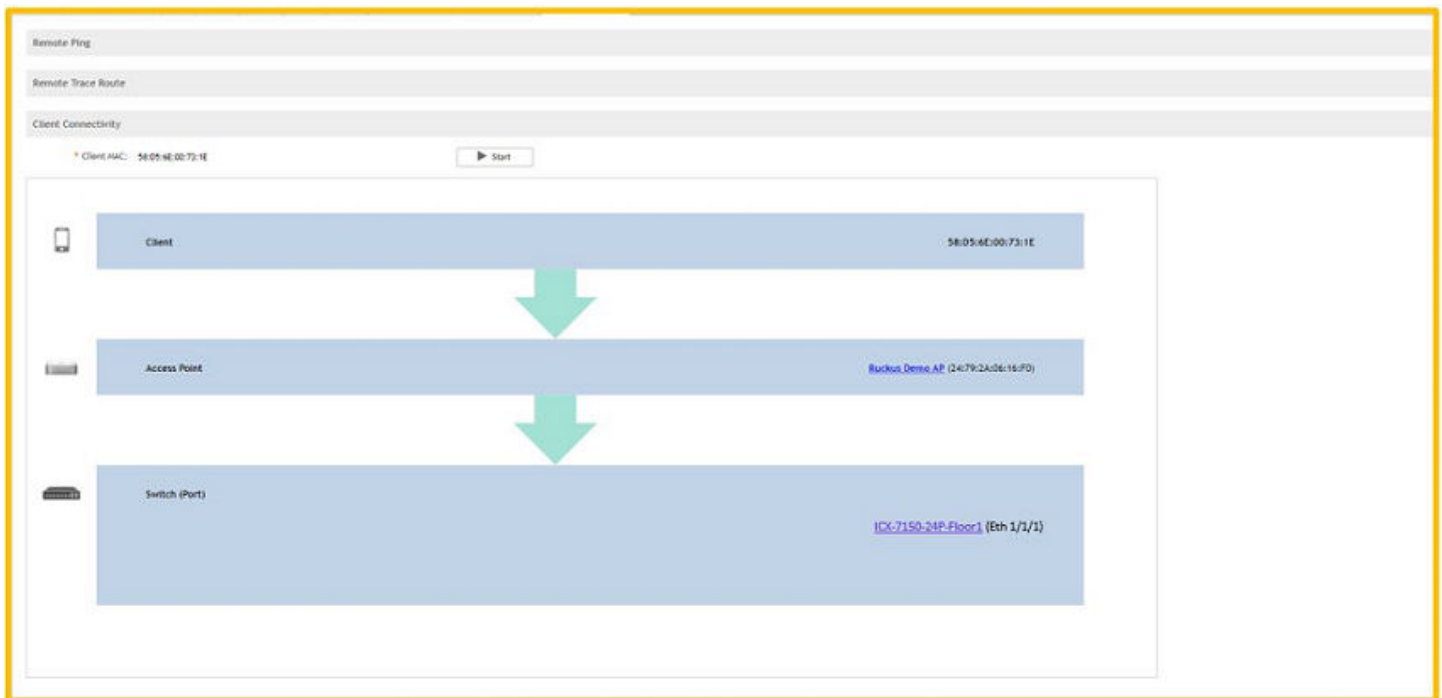 Remote Ping
Remote Trace Route
Client Connectivity
* Client MAC: 58:05:6E:00:73:1E Start
Client 58:05:6E:00:73:1E
Access Point Ruckus Demo AP (24:79:2A:06:16:F0)
Switch (Port)
ICX-7150-24P-Floor1 (Eth 1/1/1)